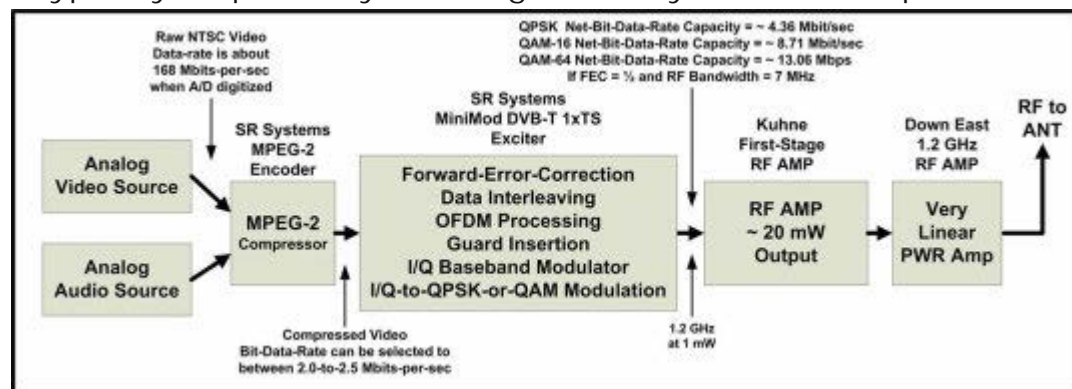 QPSK Net-Bit-Data-Rate Capacity = ~ 4.36 Mbit/sec
QAM-16 Net-Bit-Data-Rate Capacity = ~ 8.71 Mbit/sec
QAM-64 Net-Bit-Data-Rate Capacity = ~ 13.06 Mbps
If FEC = ½ and RF Bandwidth = 7 MHz
Raw NTSC Video
Data-rate is about
168 Mbits-per-sec
when A/D digitized
SR Systems
MPEG-2
Encoder
SR Systems
MiniMod DVB-T 1xTS
Exciter
Kuhne
First-Stage
RF AMP
Down East
1.2 GHz
RF AMP
RF to
ANT
Analog
Video Source
Analog
Audio Source
MPEG-2
Compressor
Forward-Error-Correction
Data Interleaving
OFDM Processing
Guard Insertion
I/Q Baseband Modulator
I/Q-to-QPSK-or-QAM Modulation
RF AMP
~ 20 mW
Output
Very
Linear
PWR Amp
Compressed Video
Bit-Data-Rate can be selected to
between 2.0-to-2.5 Mbits-per-sec
1.2 GHz
at 1 mW